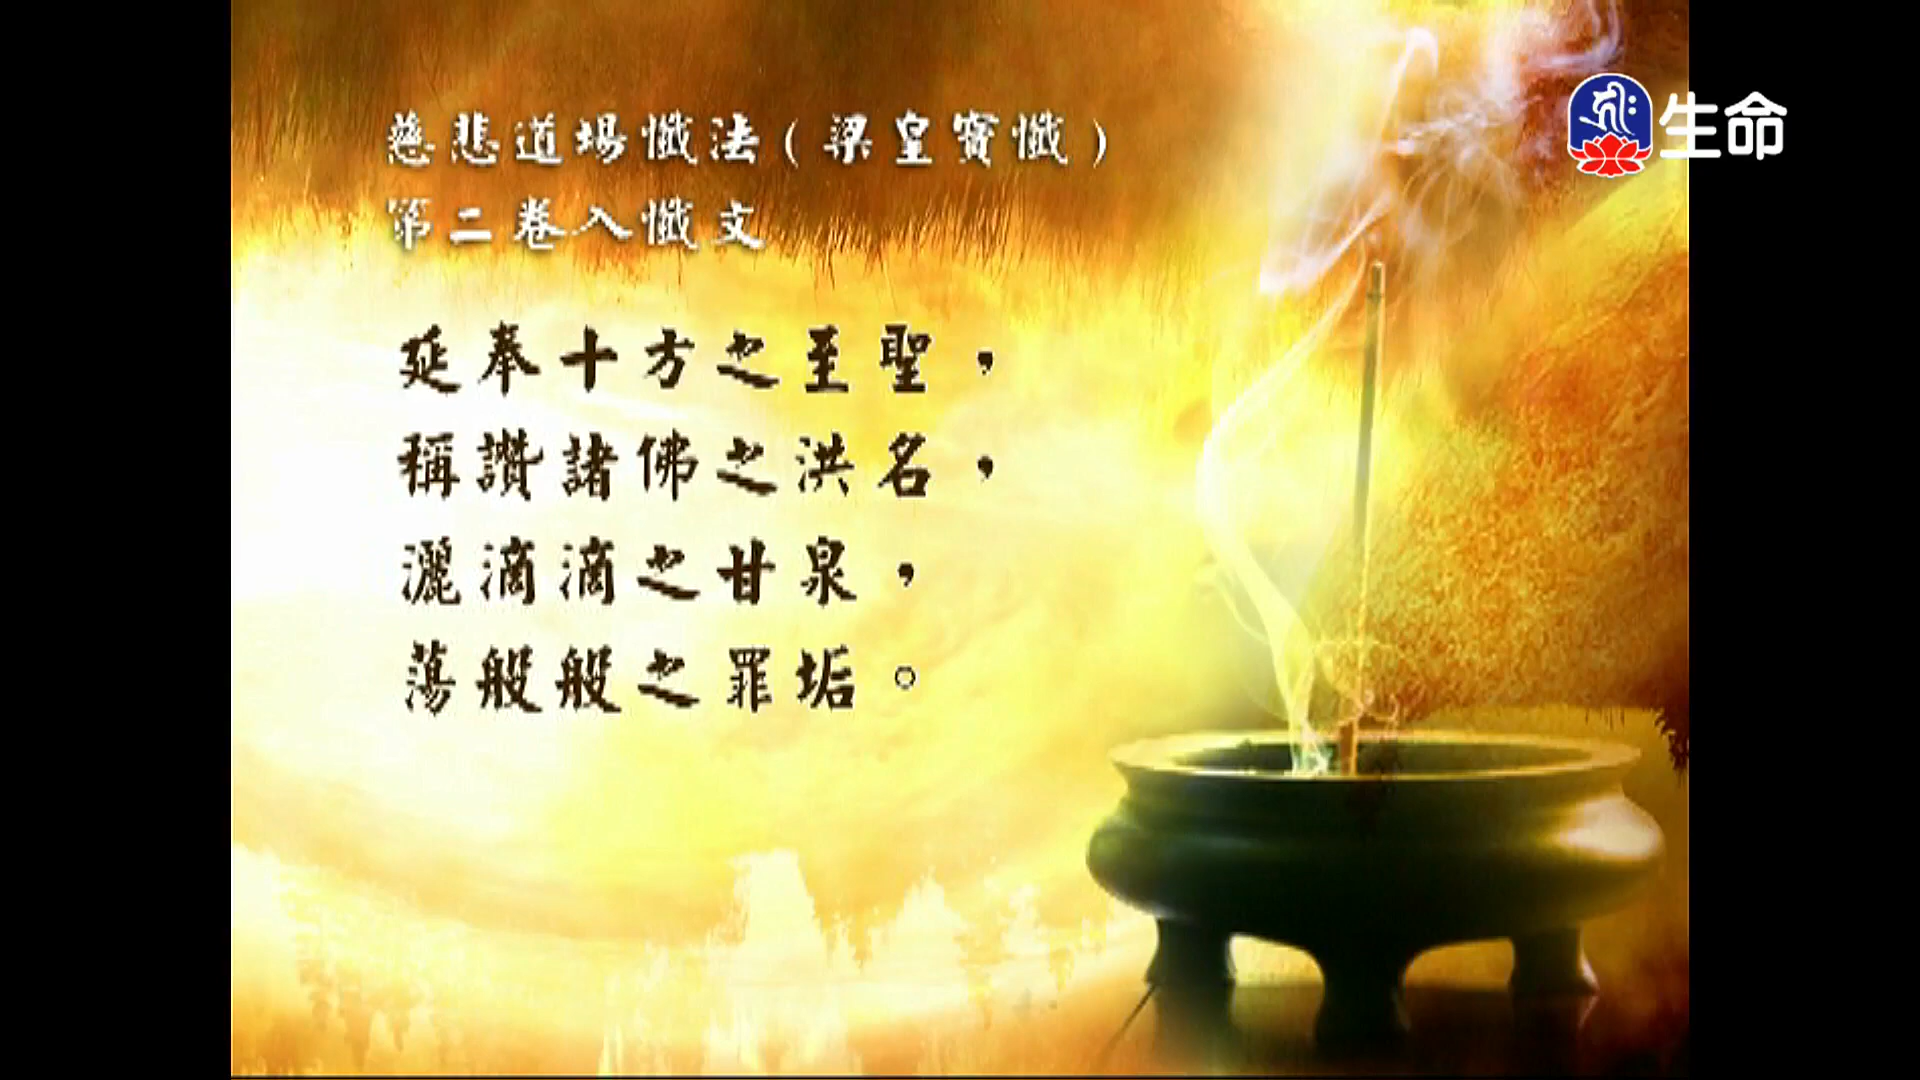 慈悲道場懺法(梁皇寶懺)
第二卷入懺文
延奉十方之至聖，
稱讚諸佛之洪名，
灑滴滴之甘泉，
蕩般般之罪垢。
生命